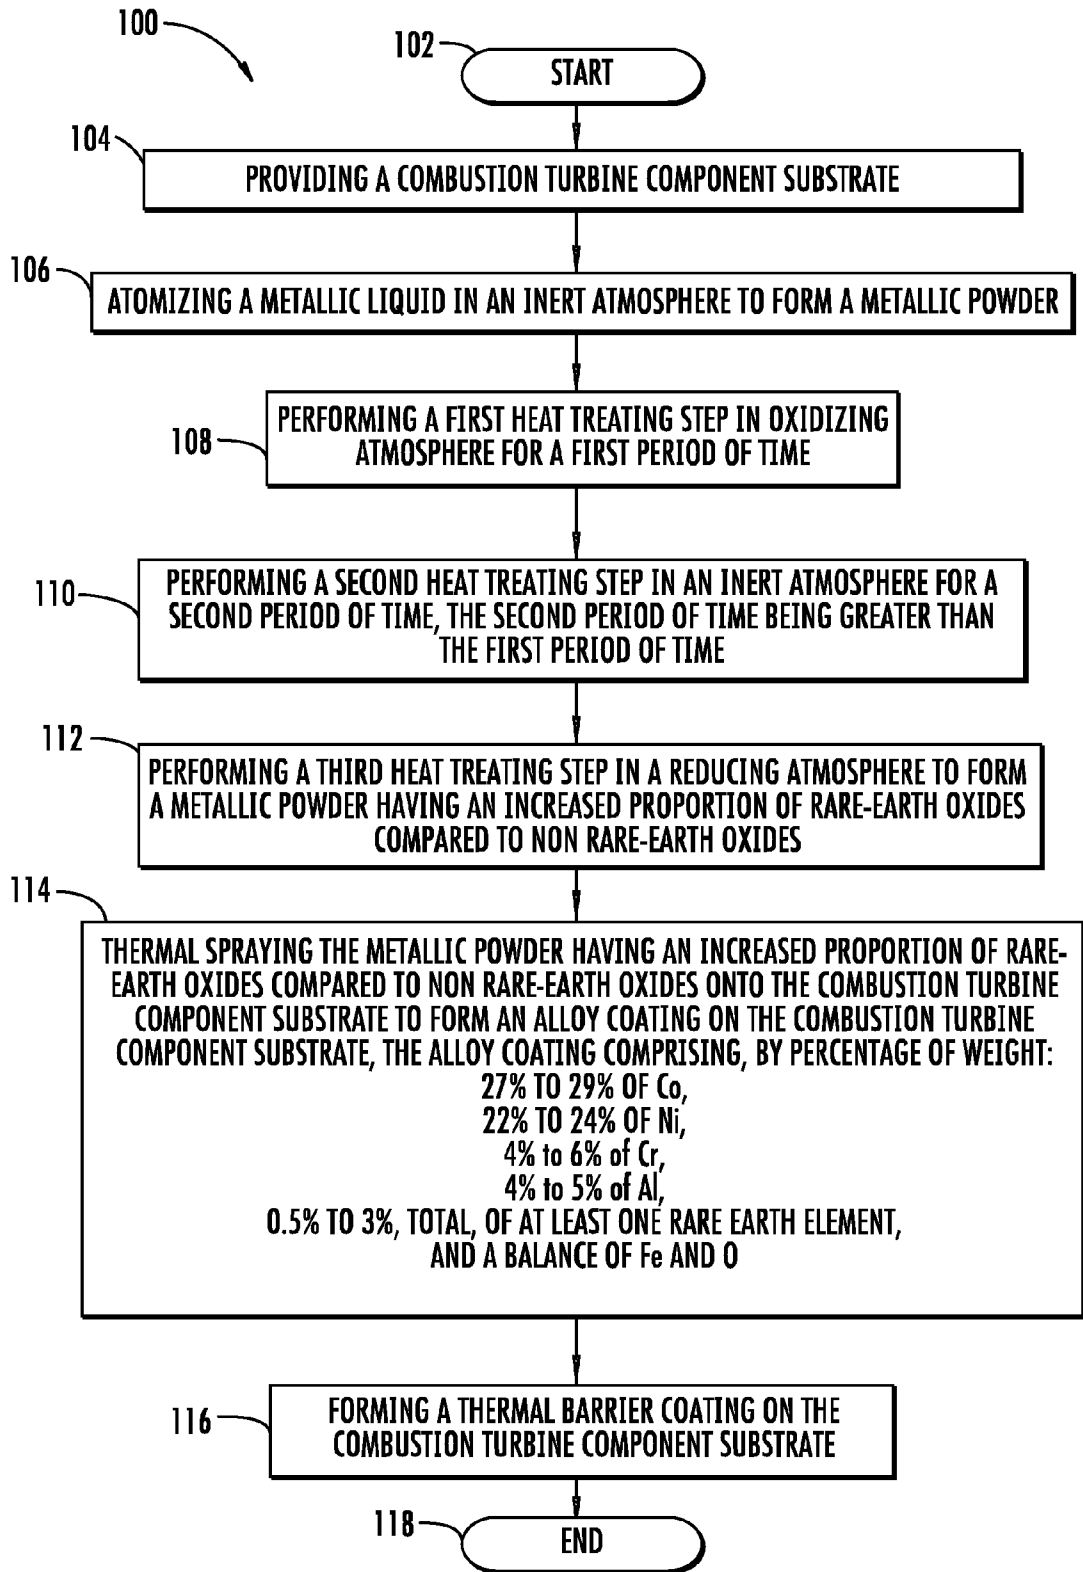 100
102
START
104
PROVIDING A COMBUSTION TURBINE COMPONENT SUBSTRATE
106
ATOMIZING A METALLIC LIQUID IN AN INERT ATMOSPHERE TO FORM A METALLIC POWDER
108
PERFORMING A FIRST HEAT TREATING STEP IN OXIDIZING
ATMOSPHERE FOR A FIRST PERIOD OF TIME
110
PERFORMING A SECOND HEAT TREATING STEP IN AN INERT ATMOSPHERE FOR A
SECOND PERIOD OF TIME, THE SECOND PERIOD OF TIME BEING GREATER THAN
THE FIRST PERIOD OF TIME
112
PERFORMING A THIRD HEAT TREATING STEP IN A REDUCING ATMOSPHERE TO FORM
A METALLIC POWDER HAVING AN INCREASED PROPORTION OF RARE-EARTH OXIDES
COMPARED TO NON RARE-EARTH OXIDES
114
THERMAL SPRAYING THE METALLIC POWDER HAVING AN INCREASED PROPORTION OF RARE-
EARTH OXIDES COMPARED TO NON RARE-EARTH OXIDES ONTO THE COMBUSTION TURBINE
COMPONENT SUBSTRATE TO FORM AN ALLOY COATING ON THE COMBUSTION TURBINE
COMPONENT SUBSTRATE, THE ALLOY COATING COMPRISING, BY PERCENTAGE OF WEIGHT:
27% TO 29% OF Co,
22% TO 24% OF Ni,
4% to 6% of Cr,
4% to 5% of Al,
0.5% TO 3%, TOTAL, OF AT LEAST ONE RARE EARTH ELEMENT,
AND A BALANCE OF Fe AND O
116
FORMING A THERMAL BARRIER COATING ON THE
COMBUSTION TURBINE COMPONENT SUBSTRATE
118
END